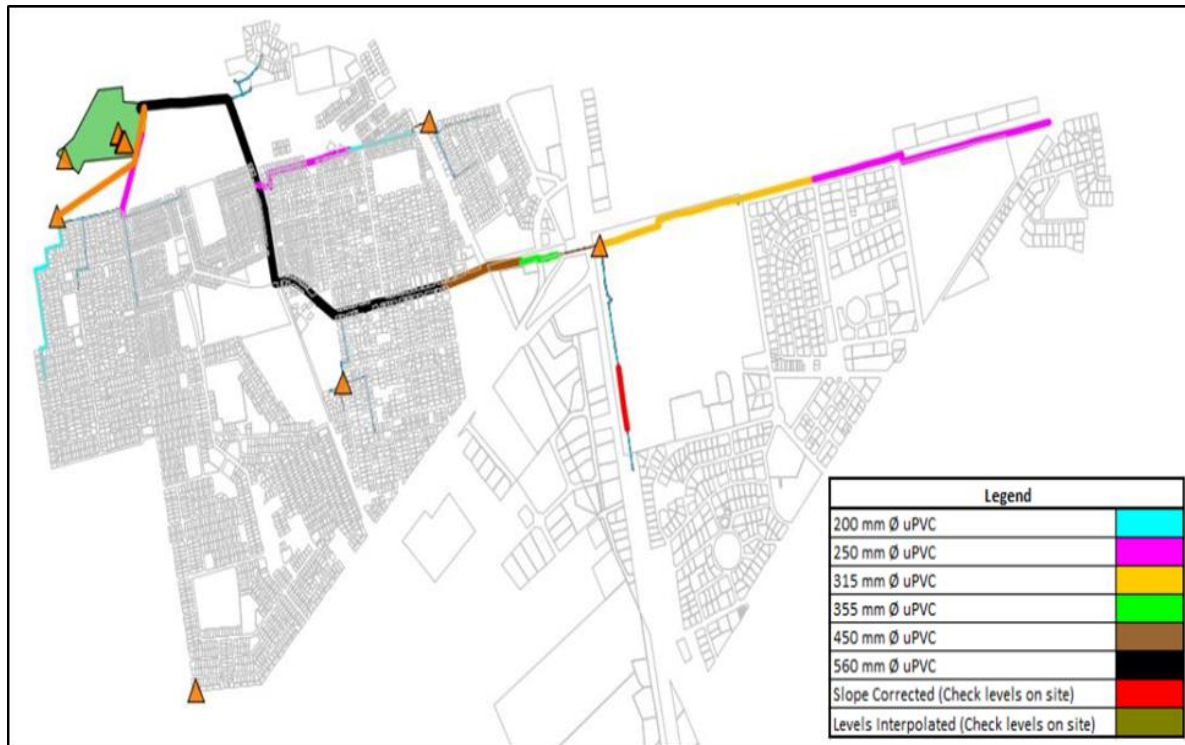 Legend
200 mm Ø uPVC
250 mm Ø uPVC
315 mm Ø uPVC
355 mm Ø uPVC
450 mm Ø uPVC
560 mm Ø uPVC
Slope Corrected (Check levels on site)
Levels Interpolated (Check levels on site)